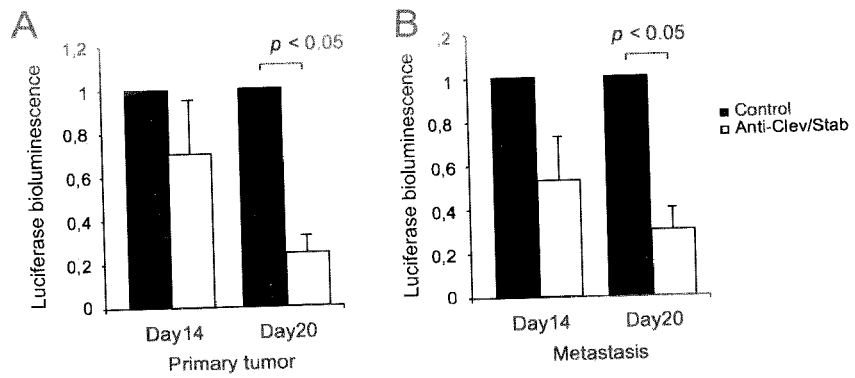 A
B
1,2
1
0,8
0,6
0,4
0,2
0
Luciferase bioluminescence
p < 0.05
Day14
Day20
Primary tumor
,2
1
0,8
0,6
0,4
0,2
0
Luciferase bioluminescence
p < 0.05
Day14
Day20
Metastasis
Control
Anti-Clev/Stab